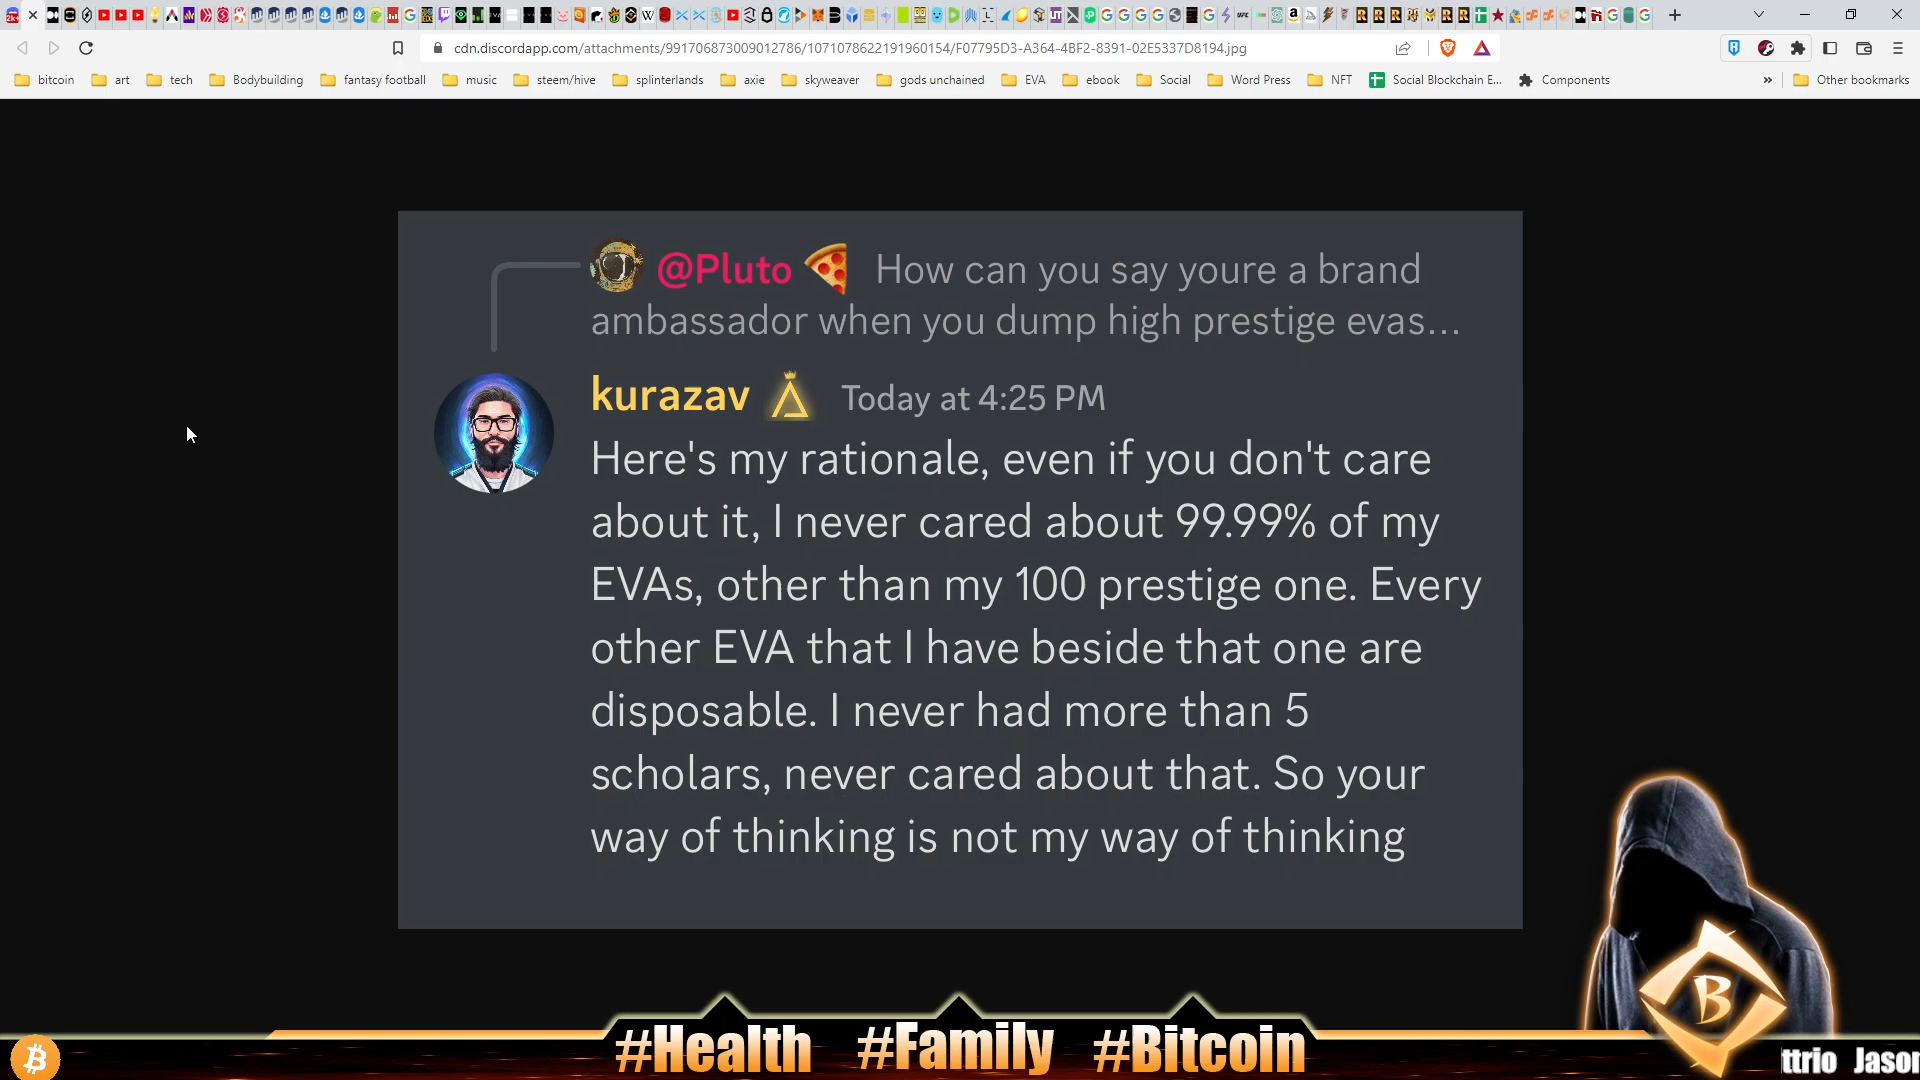 cdn.discordapp.com/attachments/991706873009012786/1071078622191960154/F07795D3-A364-4BF2-8391-02E5337D8194.jpg
bitcoin art tech Bodybuilding fantasy football music steem/hive splinterlands axie skyweaver gods unchained EVA ebook Social Word Press NFT Social Blockchain E... Components » Other bookmarks
@Pluto How can you say youre a brand
ambassador when you dump high prestige evas...
kurazav Today at 4:25 PM
Here's my rationale, even if you don't care
about it, I never cared about 99.99% of my
EVAs, other than my 100 prestige one. Every
other EVA that I have beside that one are
disposable. I never had more than 5
scholars, never cared about that. So your
way of thinking is not my way of thinking
B
#Health #Family #Bitcoin
ttrio Jason